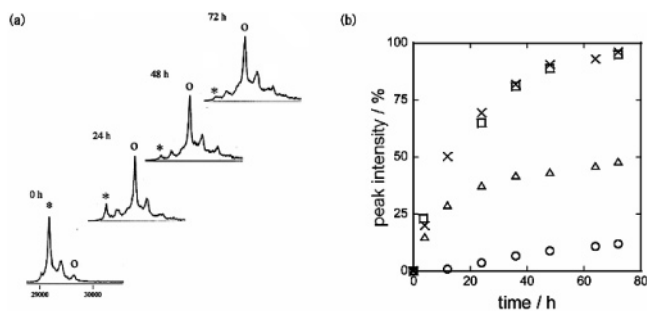 (a)
72 h
o
*
48 h
o
*
24 h
o
*
0 h
*
o
29000 30000
(b)
100
75
50
25
0
peak intensity / %
0 20 40 60 80
time / h